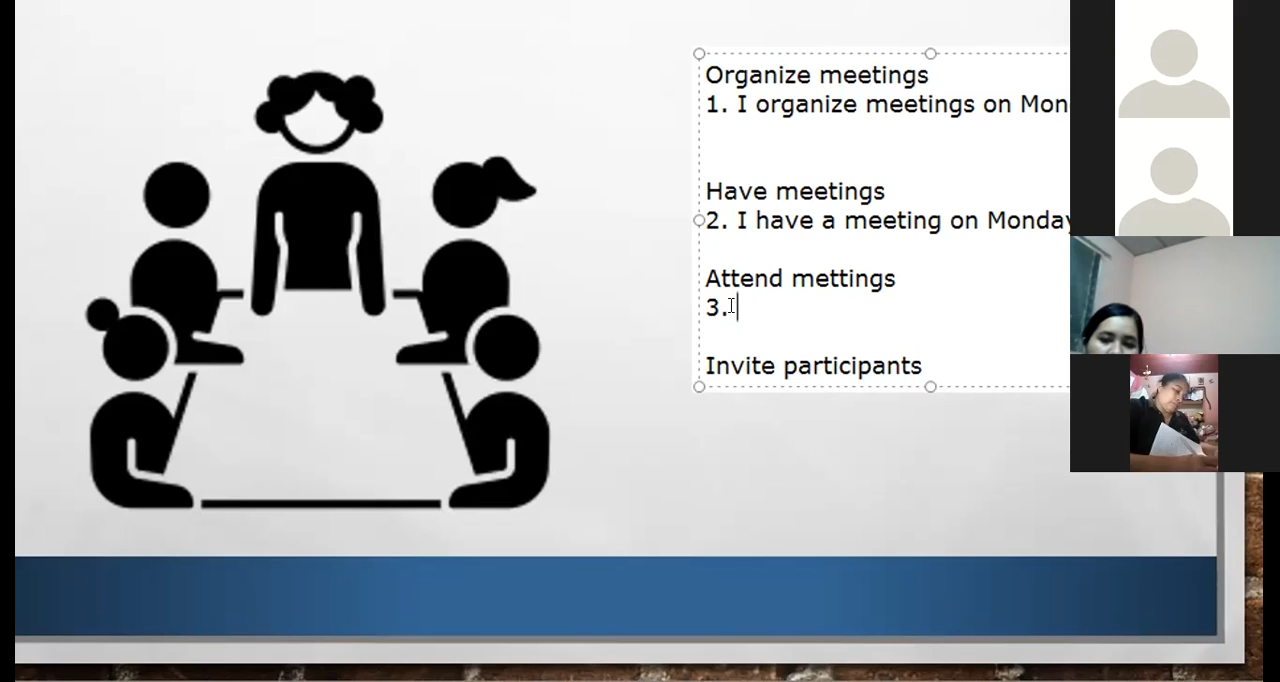 Organize meetings
1. I organize meetings on Mon
Have meetings
2. I have a meeting on Monday
Attend mettings
3.
Invite participants